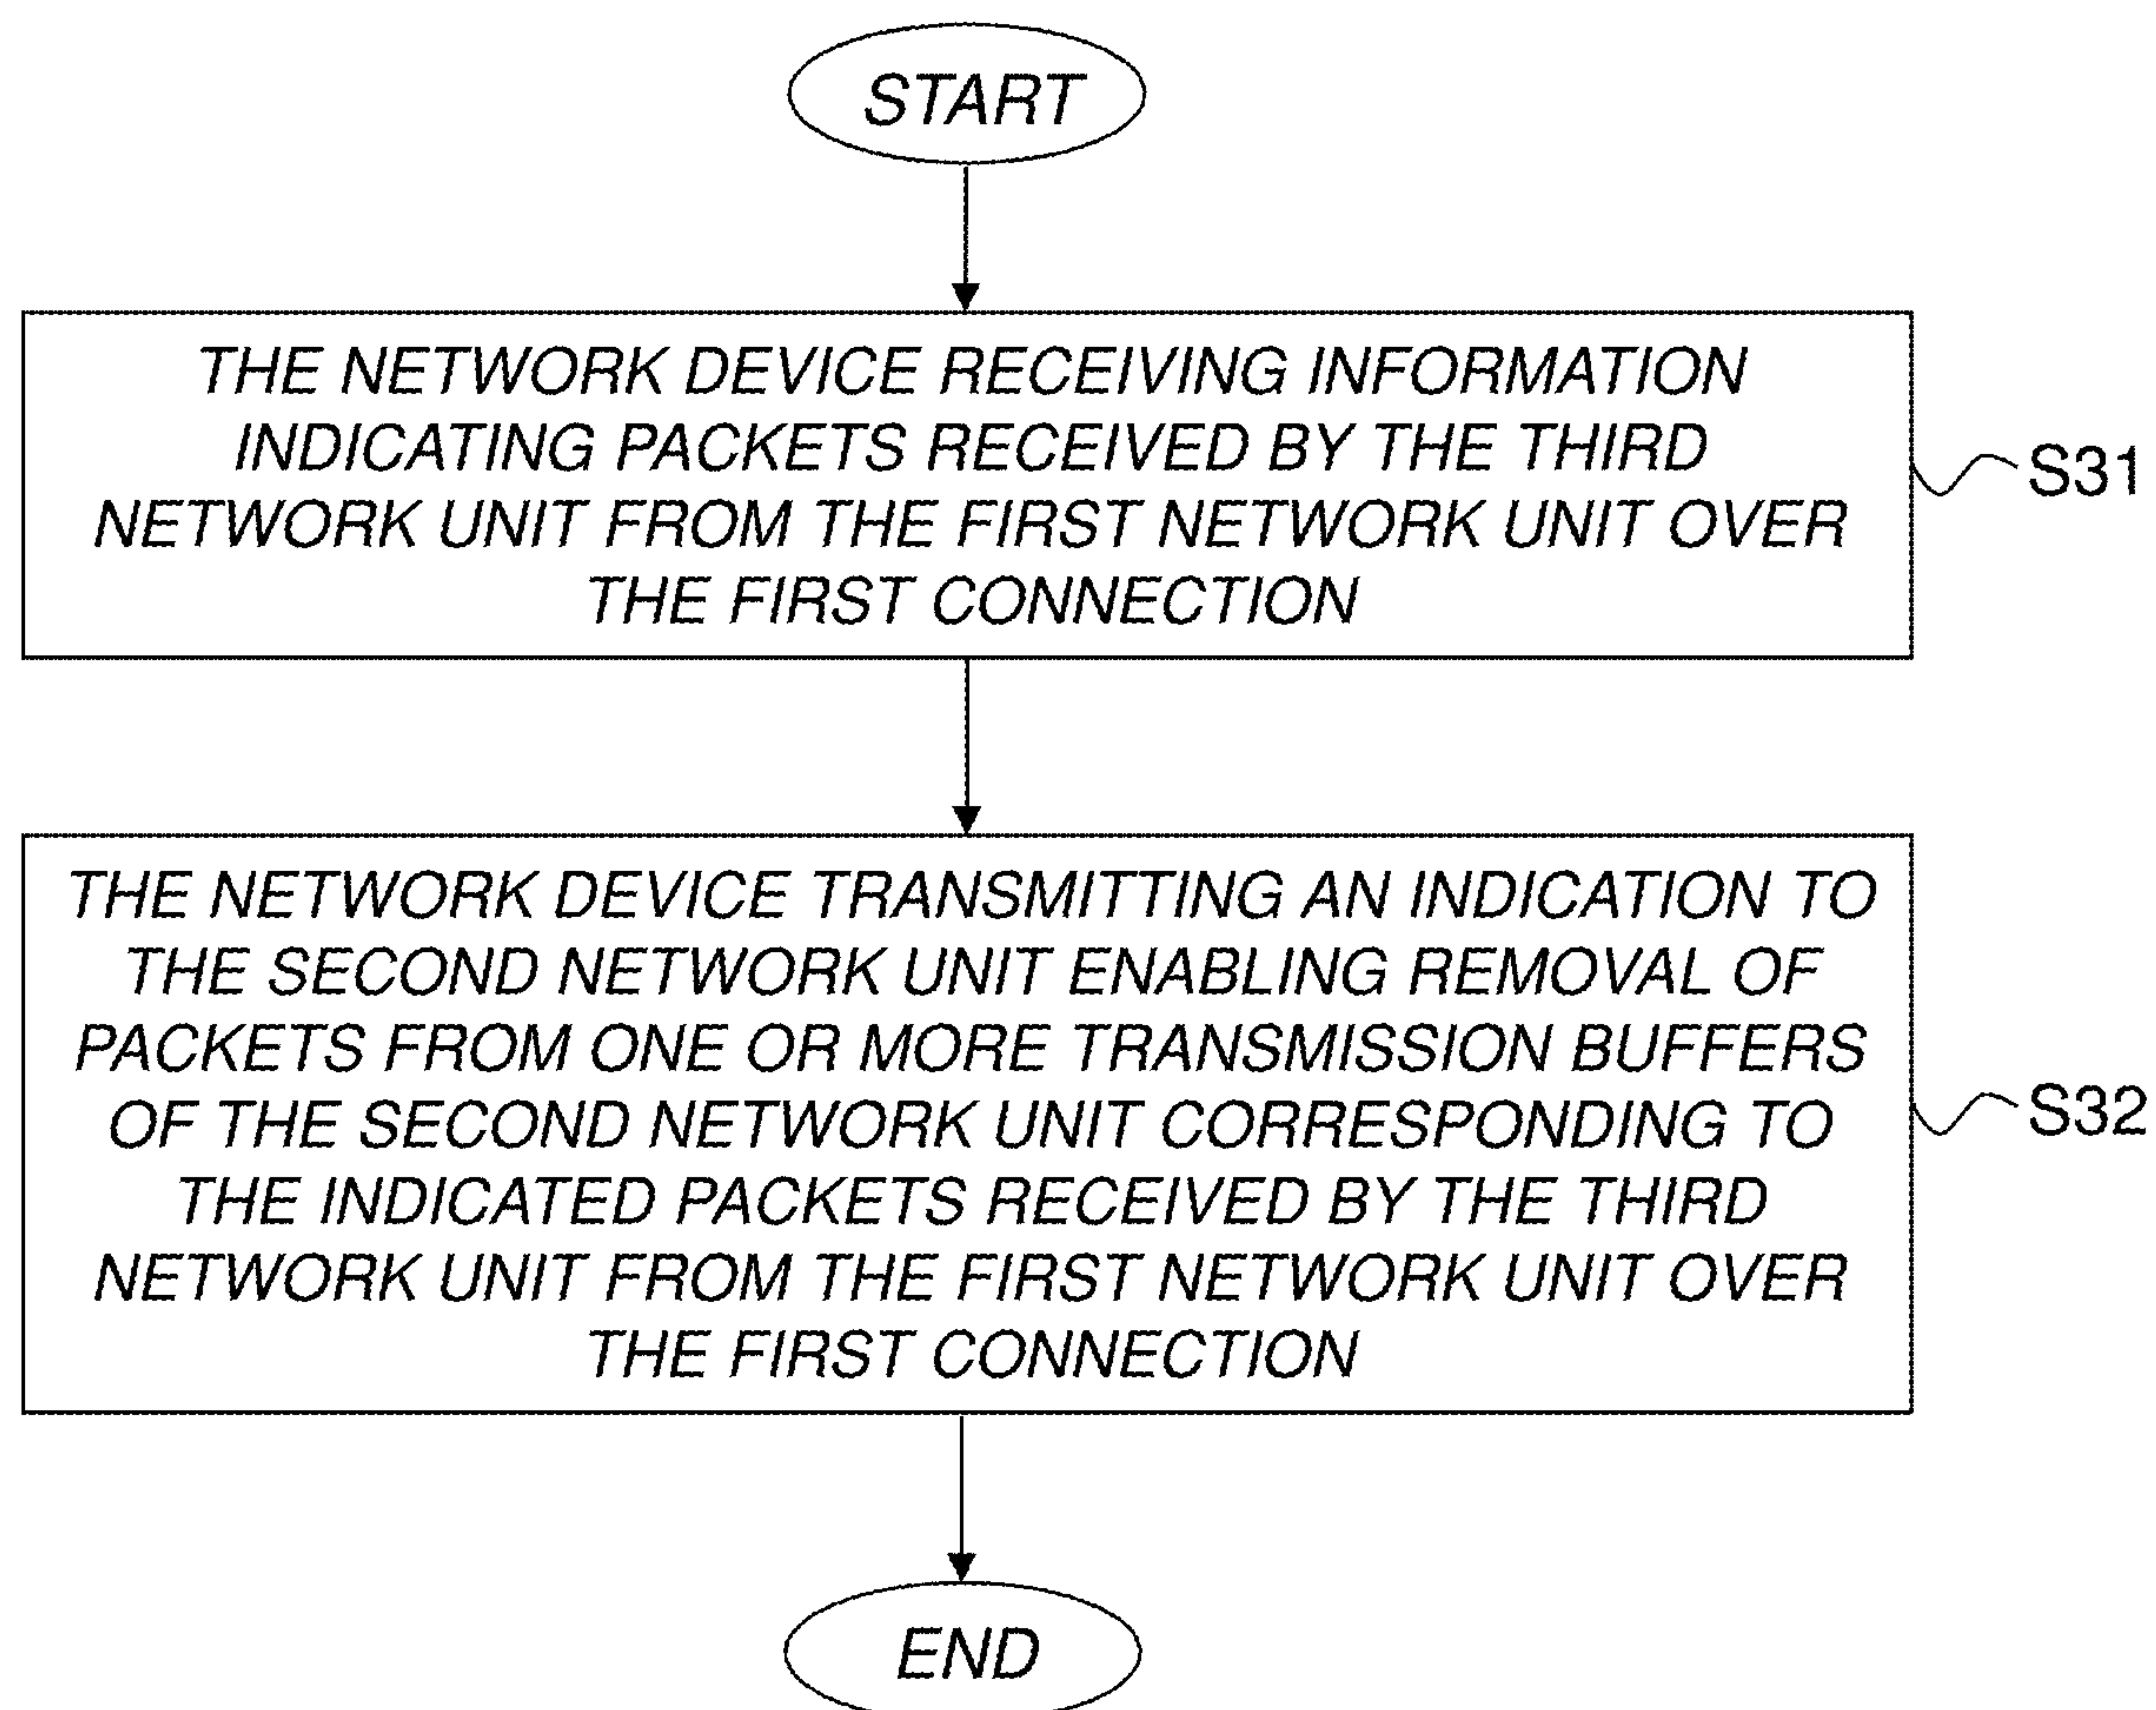 START
THE NETWORK DEVICE RECEIVING INFORMATION
INDICATING PACKETS RECEIVED BY THE THIRD
NETWORK UNIT FROM THE FIRST NETWORK UNIT OVER
THE FIRST CONNECTION
S31
THE NETWORK DEVICE TRANSMITTING AN INDICATION TO
THE SECOND NETWORK UNIT ENABLING REMOVAL OF
PACKETS FROM ONE OR MORE TRANSMISSION BUFFERS
OF THE SECOND NETWORK UNIT CORRESPONDING TO
THE INDICATED PACKETS RECEIVED BY THE THIRD
NETWORK UNIT FROM THE FIRST NETWORK UNIT OVER
THE FIRST CONNECTION
S32
END